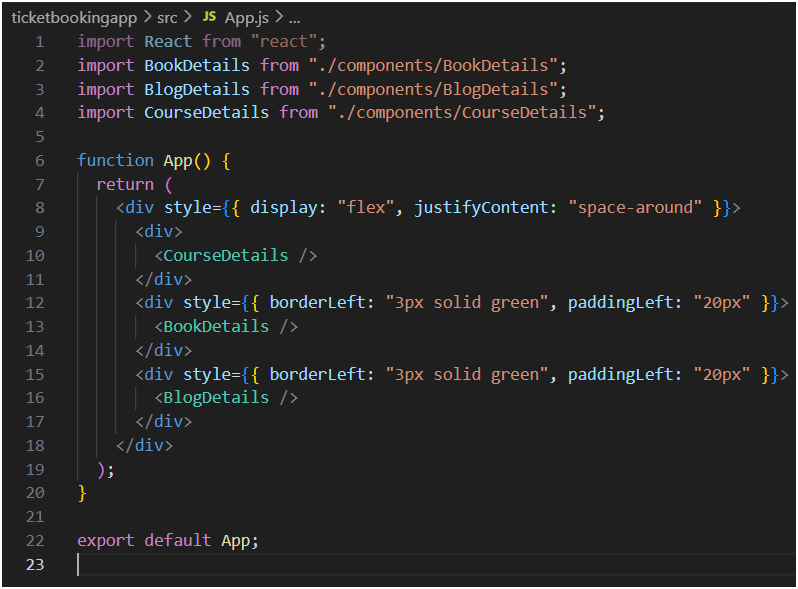 ticketbookingapp > src > JS App.js > ...
1 import React from "react";
2 import BookDetails from "./components/BookDetails";
3 import BlogDetails from "./components/BlogDetails";
4 import CourseDetails from "./components/CourseDetails";
5
6 function App() {
7   return (
8     <div style={{ display: "flex", justifyContent: "space-around" }}>
9       <div>
10         <CourseDetails />
11       </div>
12       <div style={{ borderLeft: "3px solid green", paddingLeft: "20px" }}>
13         <BookDetails />
14       </div>
15       <div style={{ borderLeft: "3px solid green", paddingLeft: "20px" }}>
16         <BlogDetails />
17       </div>
18     </div>
19   );
20 }
21
22 export default App;
23